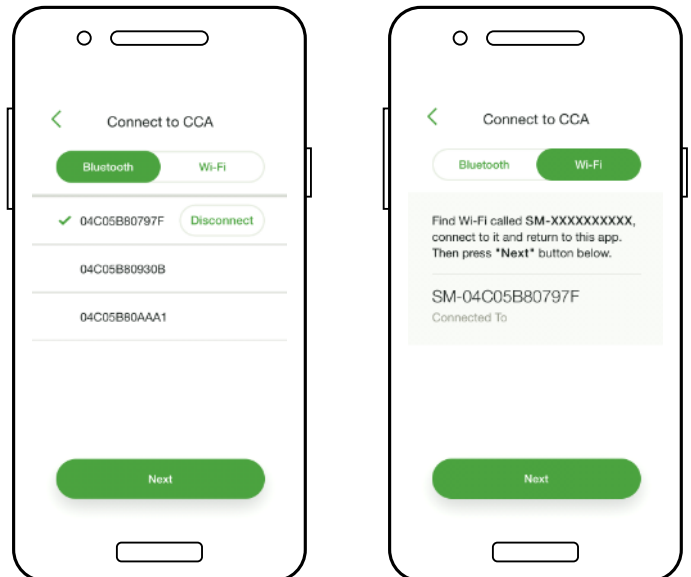 Connect to CCA
Bluetooth Wi-Fi
04C05B80797F Disconnect
04C05B80930B
04C05B80AAA1
Next
Connect to CCA
Bluetooth Wi-Fi
Find Wi-Fi called SM-XXXXXXXXXX,
connect to it and return to this app.
Then press "Next" button below.
SM-04C05B80797F
Connected To
Next